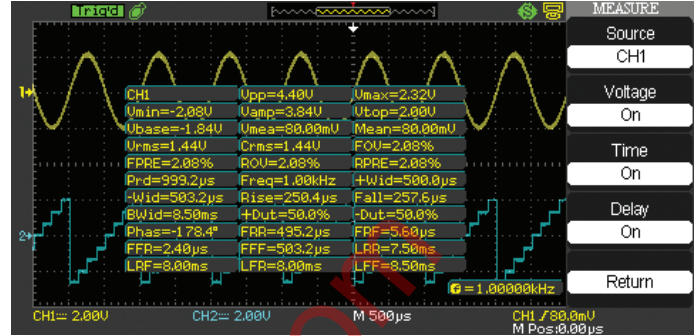 Trig'd S MEASURE
Source
CH1
Voltage
On
Time
On
Delay
On
Return
1
2
CH1 Vpp=4.40V Vmax=2.32V
Vmin=-2.08V Vamp=3.84V Vtop=2.00V
Vbase=-1.84V Vmea=80.00mV Mean=80.00mV
Vrms=1.44V Crms=1.44V FOV=2.08%
FPRE=2.08% ROV=2.08% RPRE=2.08%
Prd=999.2µs Freq=1.00kHz +Wid=500.0µs
-Wid=503.2µs Rise=250.4µs Fall=257.6µs
BWid=8.50ms +Dut=50.0% -Dut=50.0%
Phas=-178.4° FRR=495.2µs FRF=5.60µs
FFR=2.40µs FFF=503.2µs LRR=7.50ms
LRF=8.00ms LFR=8.00ms LFF=8.50ms
f=1.00000kHz
CH1 2.00V CH2 2.00V M 500µs CH1 80.0mV
M Pos:0.00µs